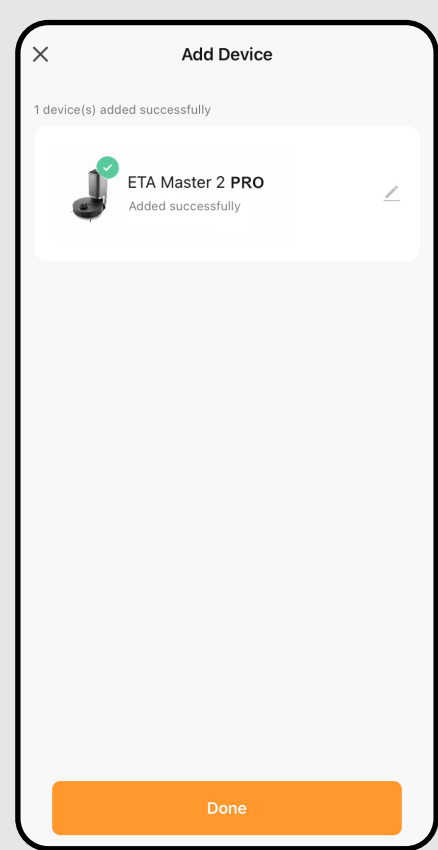 Add Device
1 device(s) added successfully
ETA Master 2 PRO
Added successfully
Done